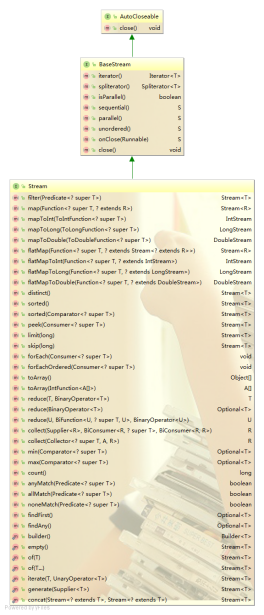 AutoCloseable
close() void
BaseStream
iterator() Iterator<T>
spliterator() Spliterator<T>
isParallel() boolean
sequential() S
parallel() S
unordered() S
onClose(Runnable) S
close() void
Stream
filter(Predicate<? super T>) Stream<T>
map(Function<? super T, ? extends R>) Stream<R>
mapToInt(ToIntFunction<? super T>) IntStream
mapToLong(ToLongFunction<? super T>) LongStream
mapToDouble(ToDoubleFunction<? super T>) DoubleStream
flatMap(Function<? super T, ? extends Stream<? extends R>>) Stream<R>
flatMapToInt(Function<? super T, ? extends IntStream>) IntStream
flatMapToLong(Function<? super T, ? extends LongStream>) LongStream
flatMapToDouble(Function<? super T, ? extends DoubleStream>) DoubleStream
distinct() Stream<T>
sorted() Stream<T>
sorted(Comparator<? super T>) Stream<T>
peek(Consumer<? super T>) Stream<T>
limit(long) Stream<T>
skip(long) Stream<T>
forEach(Consumer<? super T>) void
forEachOrdered(Consumer<? super T>) void
toArray() Object[]
toArray(IntFunction<A[]>) A[]
reduce(T, BinaryOperator<T>) T
reduce(BinaryOperator<T>) Optional<T>
reduce(U, BiFunction<U, ? super T, U>, BinaryOperator<U>) U
collect(Supplier<R>, BiConsumer<R, ? super T>, BiConsumer<R, R>) R
collect(Collector<? super T, A, R>) R
min(Comparator<? super T>) Optional<T>
max(Comparator<? super T>) Optional<T>
count() long
anyMatch(Predicate<? super T>) boolean
allMatch(Predicate<? super T>) boolean
noneMatch(Predicate<? super T>) boolean
findFirst() Optional<T>
findAny() Optional<T>
builder() Builder<T>
empty() Stream<T>
of(T) Stream<T>
of(T...) Stream<T>
iterate(T, UnaryOperator<T>) Stream<T>
generate(Supplier<T>) Stream<T>
concat(Stream<? extends T>, Stream<? extends T>) Stream<T>
Powered by yFiles